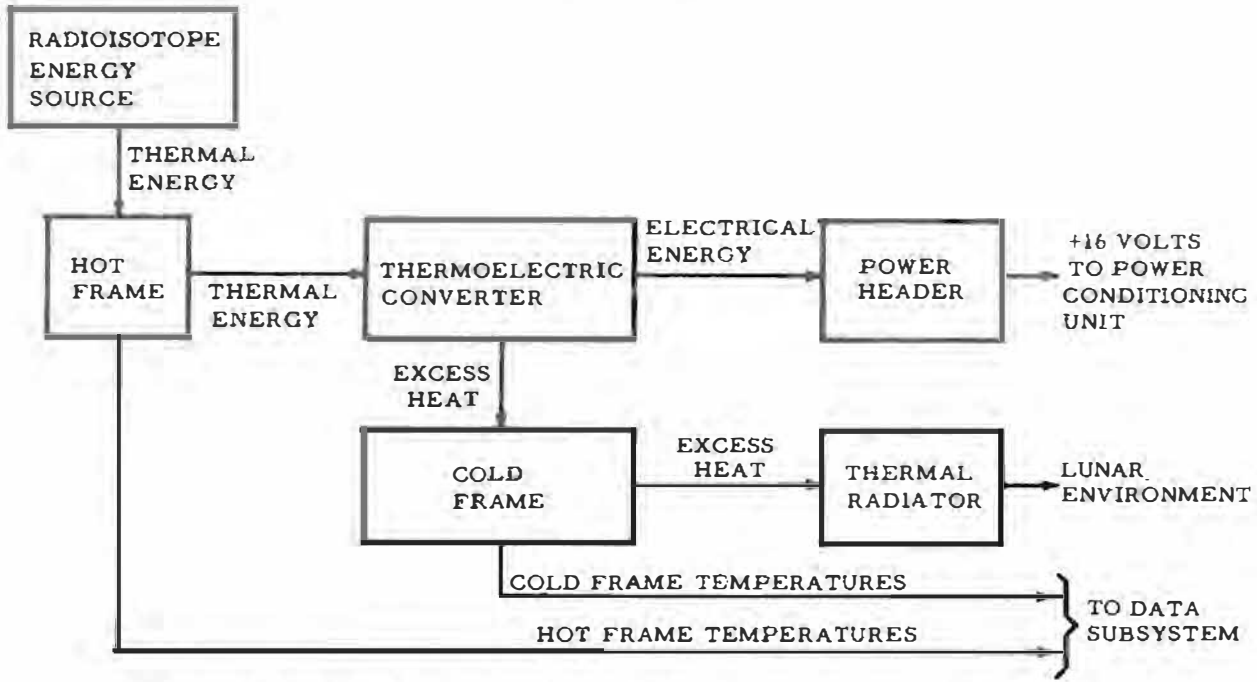 RADIOISOTOPE
ENERGY
SOURCE
THERMAL
ENERGY
HOT
FRAME
THERMAL
ENERGY
THERMOELECTRIC
CONVERTER
ELECTRICAL
ENERGY
POWER
HEADER
+16 VOLTS
TO POWER
CONDITIONING
UNIT
EXCESS
HEAT
COLD
FRAME
EXCESS
HEAT
THERMAL
RADIATOR
LUNAR
ENVIRONMENT
COLD FRAME TEMPERATURES
HOT FRAME TEMPERATURES
TO DATA
SUBSYSTEM